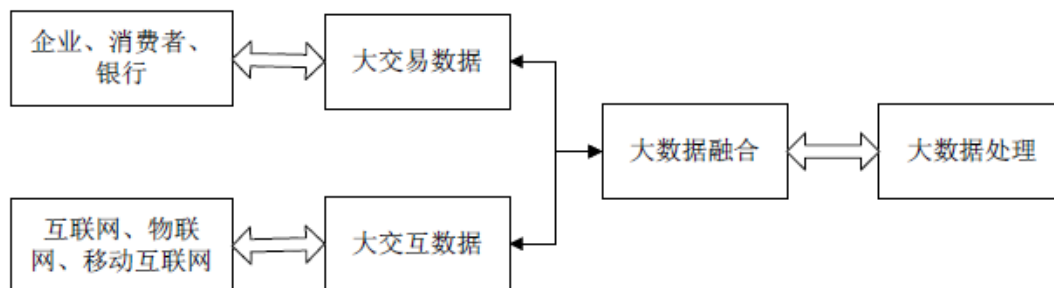 企业、消费者、
银行
大交易数据
大数据融合
大数据处理
互联网、物联
网、移动互联网
大交互数据